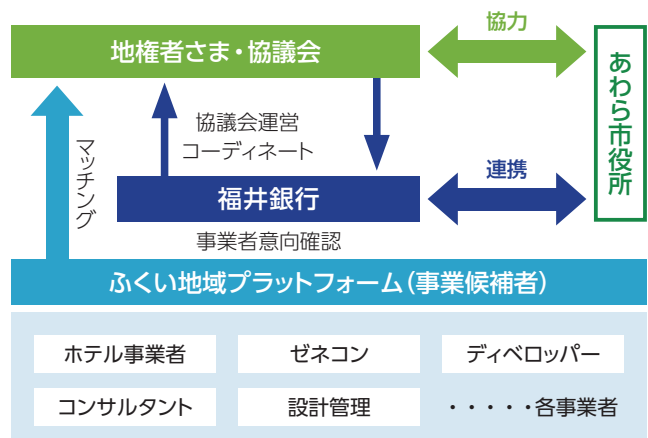 地権者さま・協議会
協力
あわら市役所
マッチング
協議会運営
コーディネート
福井銀行
連携
事業者意向確認
ふくい地域プラットフォーム（事業候補者）
ホテル事業者
ゼネコン
ディベロッパー
コンサルタント
設計管理
・・・・・各事業者